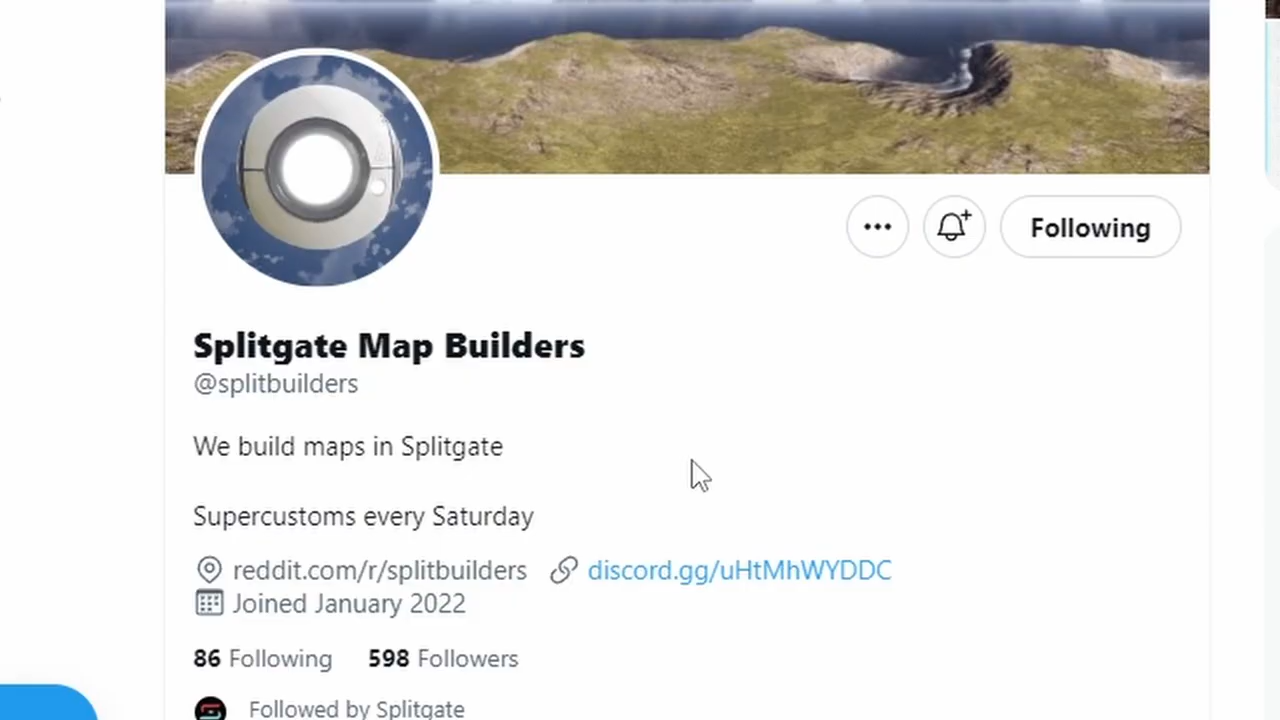 Following
Splitgate Map Builders
@splitbuilders
We build maps in Splitgate
Supercustoms every Saturday
reddit.com/r/splitbuilders discord.gg/uHtMhWYDDC
Joined January 2022
86 Following 598 Followers
Followed by Splitgate